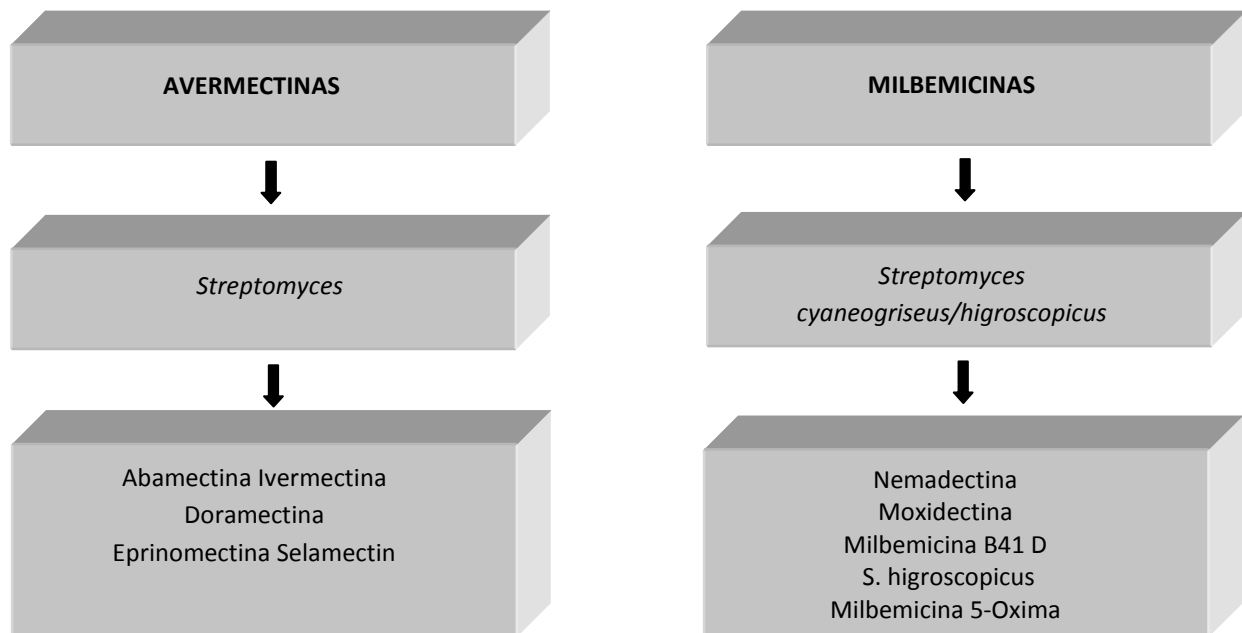 AVERMECTINAS
Streptomyces
Abamectina Ivermectina
Doramectina
Eprinomectina Selamectin
MILBEMICINAS
Streptomyces
cyaneogriseus/higroscopicus
Nemadectina
Moxidectina
Milbemicina B41 D
S. higroscopicus
Milbemicina 5-Oxima